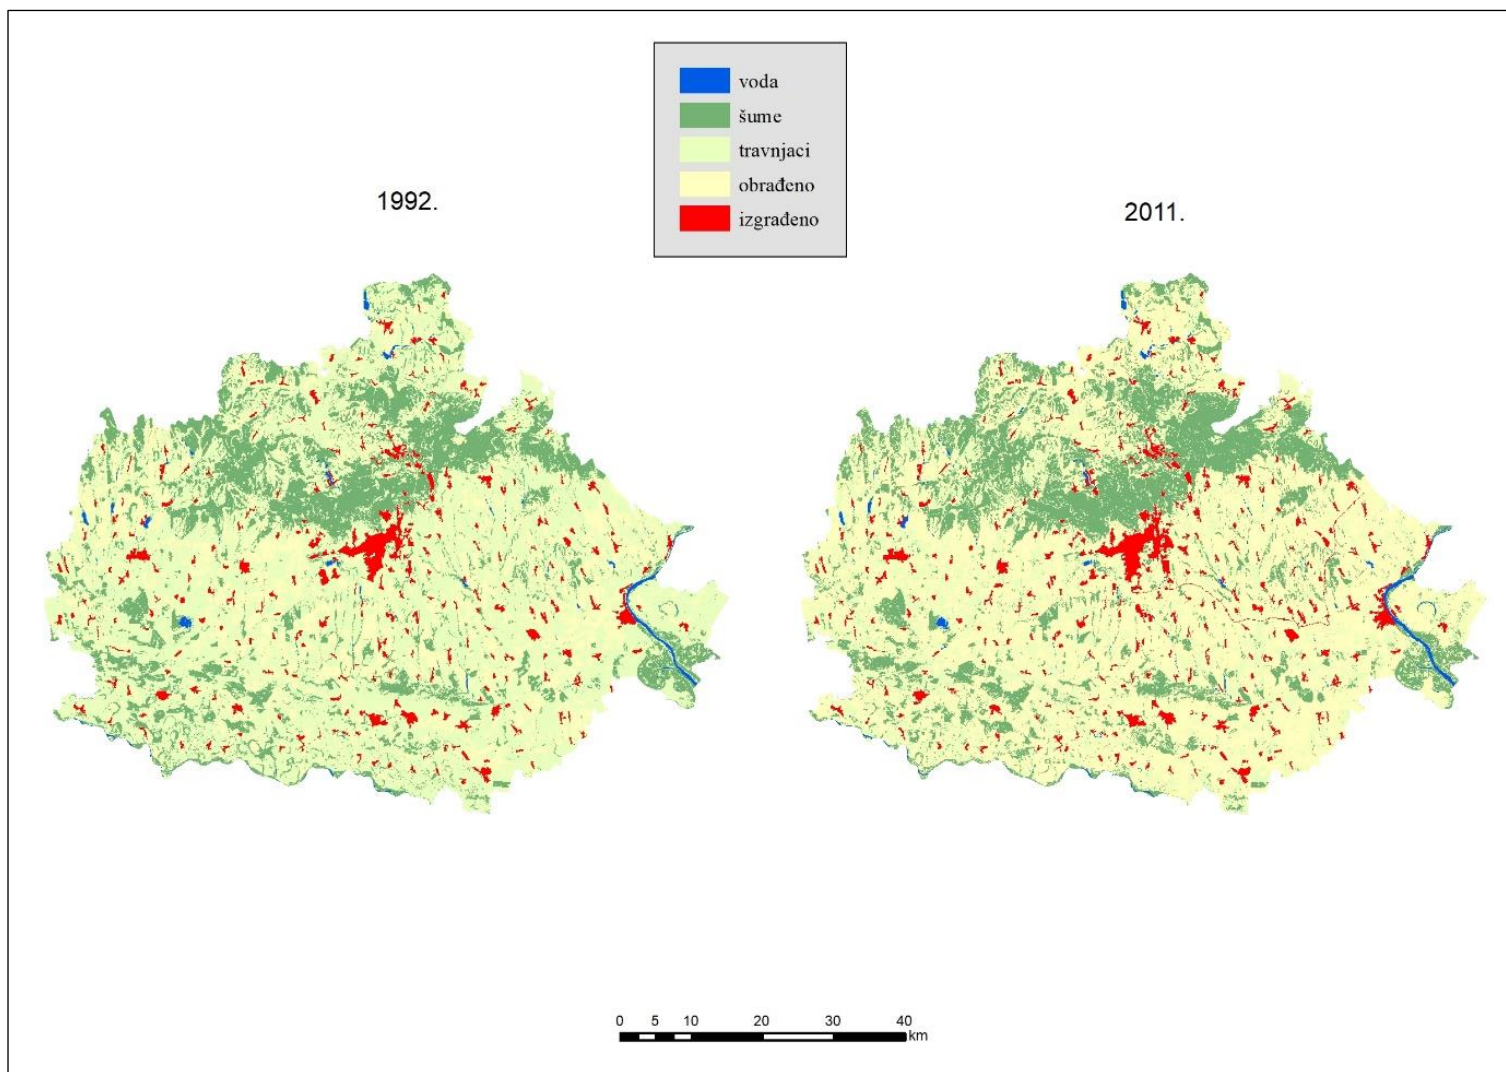 voda
šume
travnjaci
obrađeno
izgrađeno
1992.
2011.
0 5 10 20 30 40
km